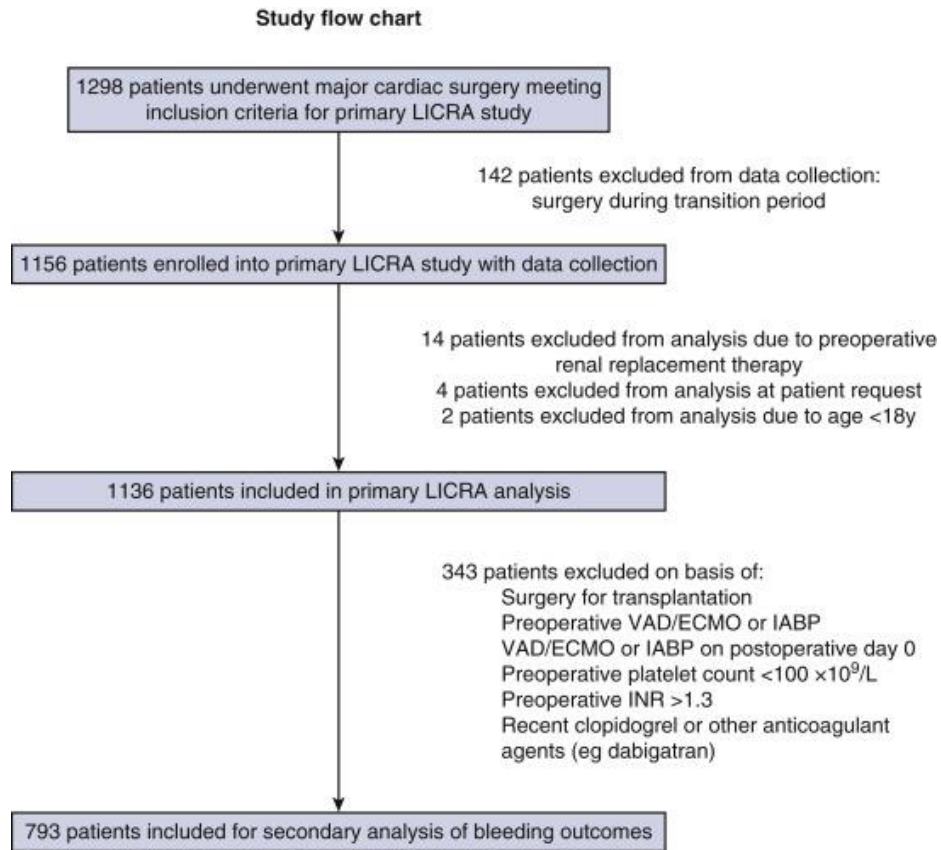 Study flow chart
1298 patients underwent major cardiac surgery meeting
inclusion criteria for primary LICRA study
142 patients excluded from data collection:
surgery during transition period
1156 patients enrolled into primary LICRA study with data collection
14 patients excluded from analysis due to preoperative
renal replacement therapy
4 patients excluded from analysis at patient request
2 patients excluded from analysis due to age <18y
1136 patients included in primary LICRA analysis
343 patients excluded on basis of:
Surgery for transplantation
Preoperative VAD/ECMO or IABP
VAD/ECMO or IABP on postoperative day 0
Preoperative platelet count <100 ×10⁹/L
Preoperative INR >1.3
Recent clopidogrel or other anticoagulant
agents (eg dabigatran)
793 patients included for secondary analysis of bleeding outcomes